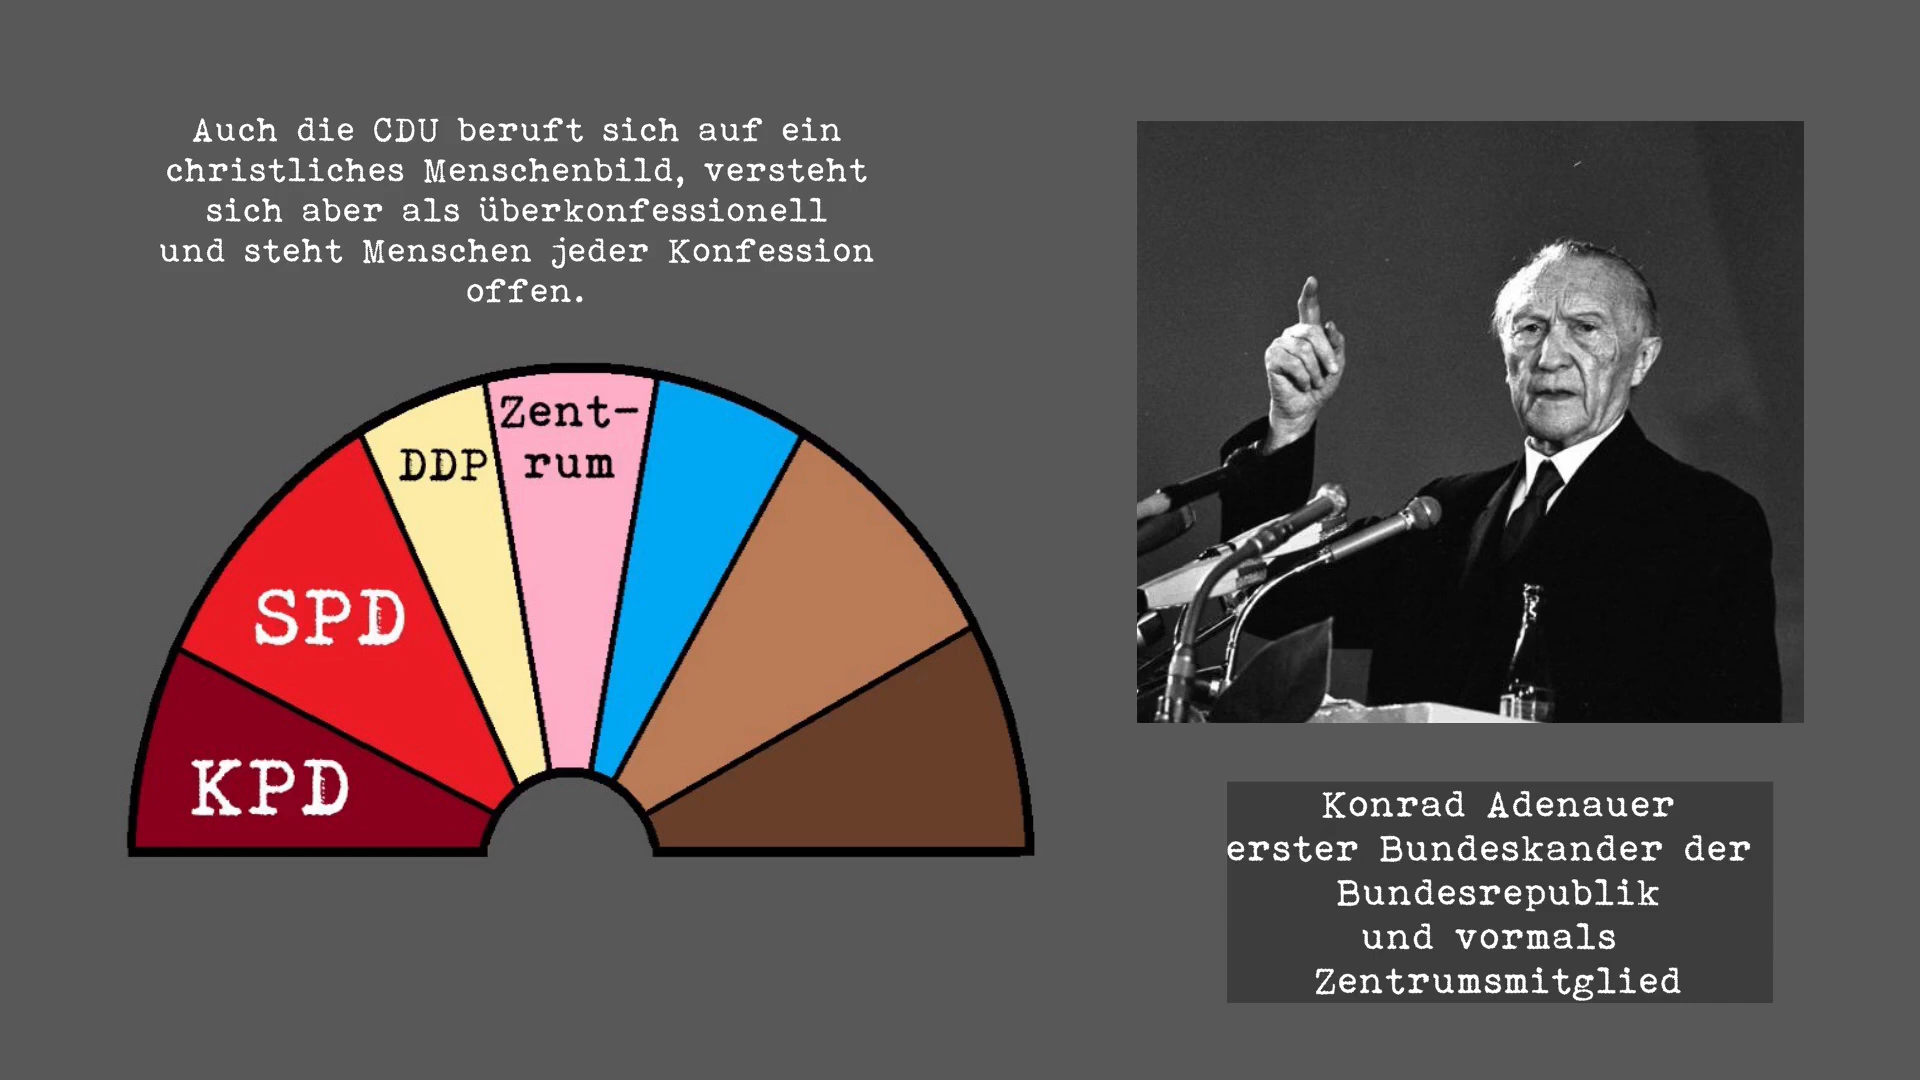 Auch die CDU beruft sich auf ein
christliches Menschenbild, versteht
sich aber als überkonfessionell
und steht Menschen jeder Konfession
offen.
Zent-
rum
DDP
SPD
KPD
Konrad Adenauer
erster Bundeskander der
Bundesrepublik
und vormals
Zentrumsmitglied